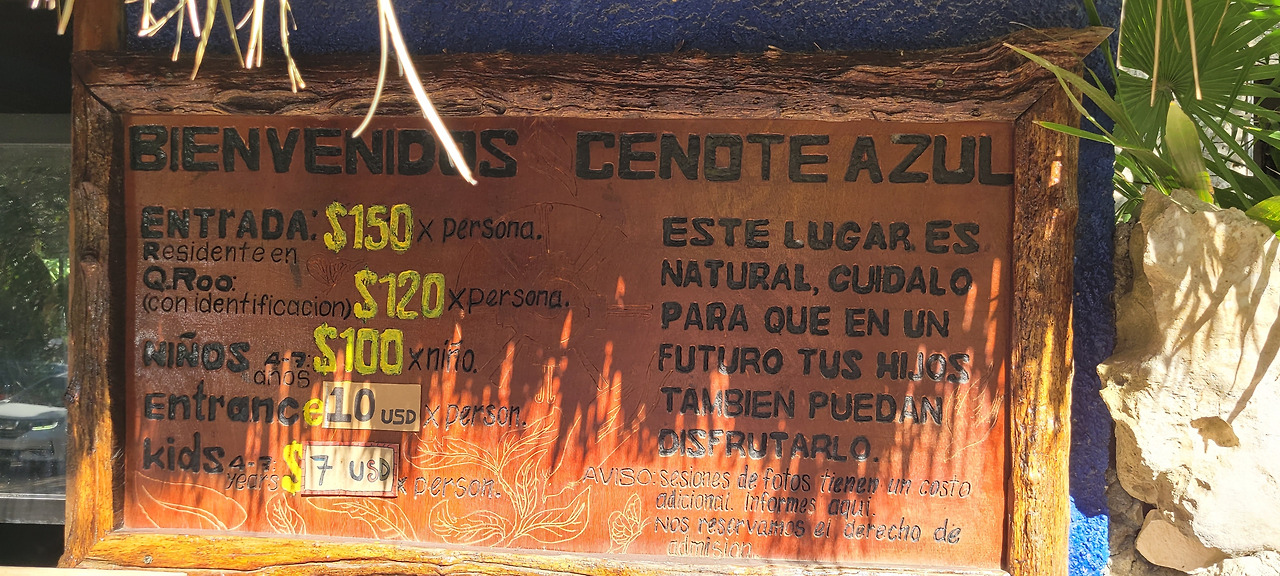 BIENVENIDOS CENOTE AZUL
ENTRADA: $150 x persona.
Residente en
Q.Roo:
(con identificacion) $120 x persona.
NIÑOS 4-7: $100 x niño.
años
Entrance 10 USD x person.
kids 4-7: $ 7 USD x person.
years
ESTE LUGAR ES
NATURAL, CUIDALO
PARA QUE EN UN
FUTURO TUS HIJOS
TAMBIEN PUEDAN
DISFRUTARLO.
AVISO: sesiones de fotos tienen un costo
adicional. Informes aquí.
Nos reservamos el derecho de
admisión.